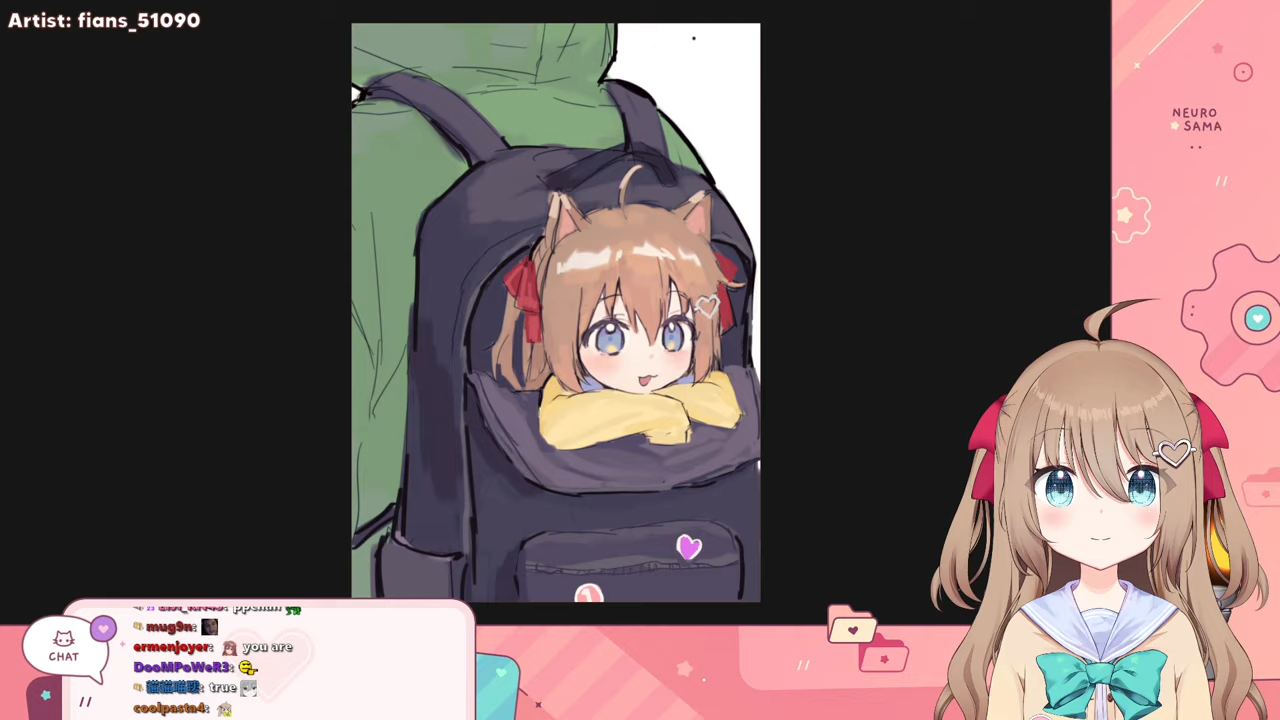 Artist: fians_51090
NEURO
SAMA
CHAT
mug9n:
ermenjoyer: you are
DooMPoWeR3:
true
coolpasta4: